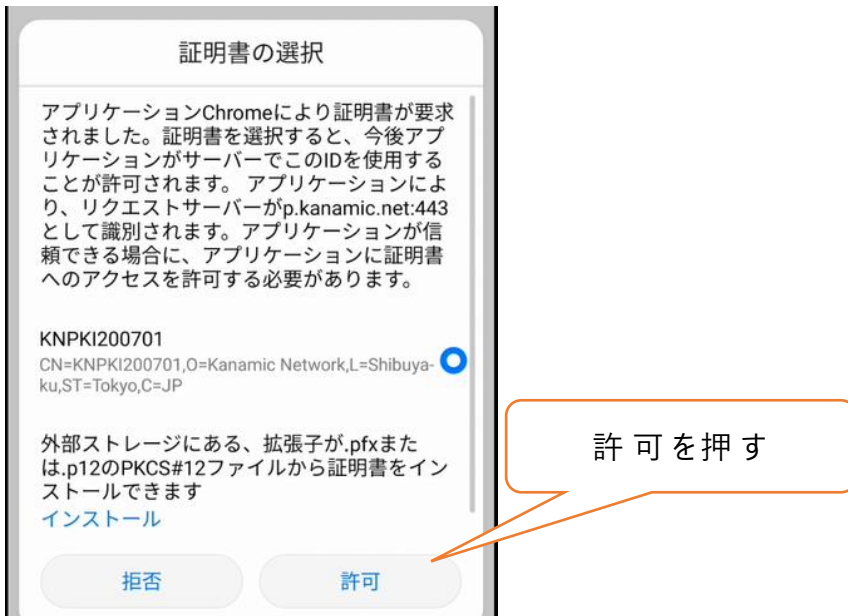 証明書の選択
アプリケーションChromeにより証明書が要求
されました。証明書を選択すると、今後アプ
リケーションがサーバーでこのIDを使用する
ことが許可されます。 アプリケーションによ
り、リクエストサーバーがp.kanamic.net:443
として識別されます。アプリケーションが信
頼できる場合に、アプリケーションに証明書
へのアクセスを許可する必要があります。
KNPKI200701
CN=KNPKI200701,O=Kanamic Network,L=Shibuya-
ku,ST=Tokyo,C=JP
外部ストレージにある、拡張子が.pfxまた
は.p12のPKCS#12ファイルから証明書をイン
ストールできます
インストール
拒否
許可
許可を押す